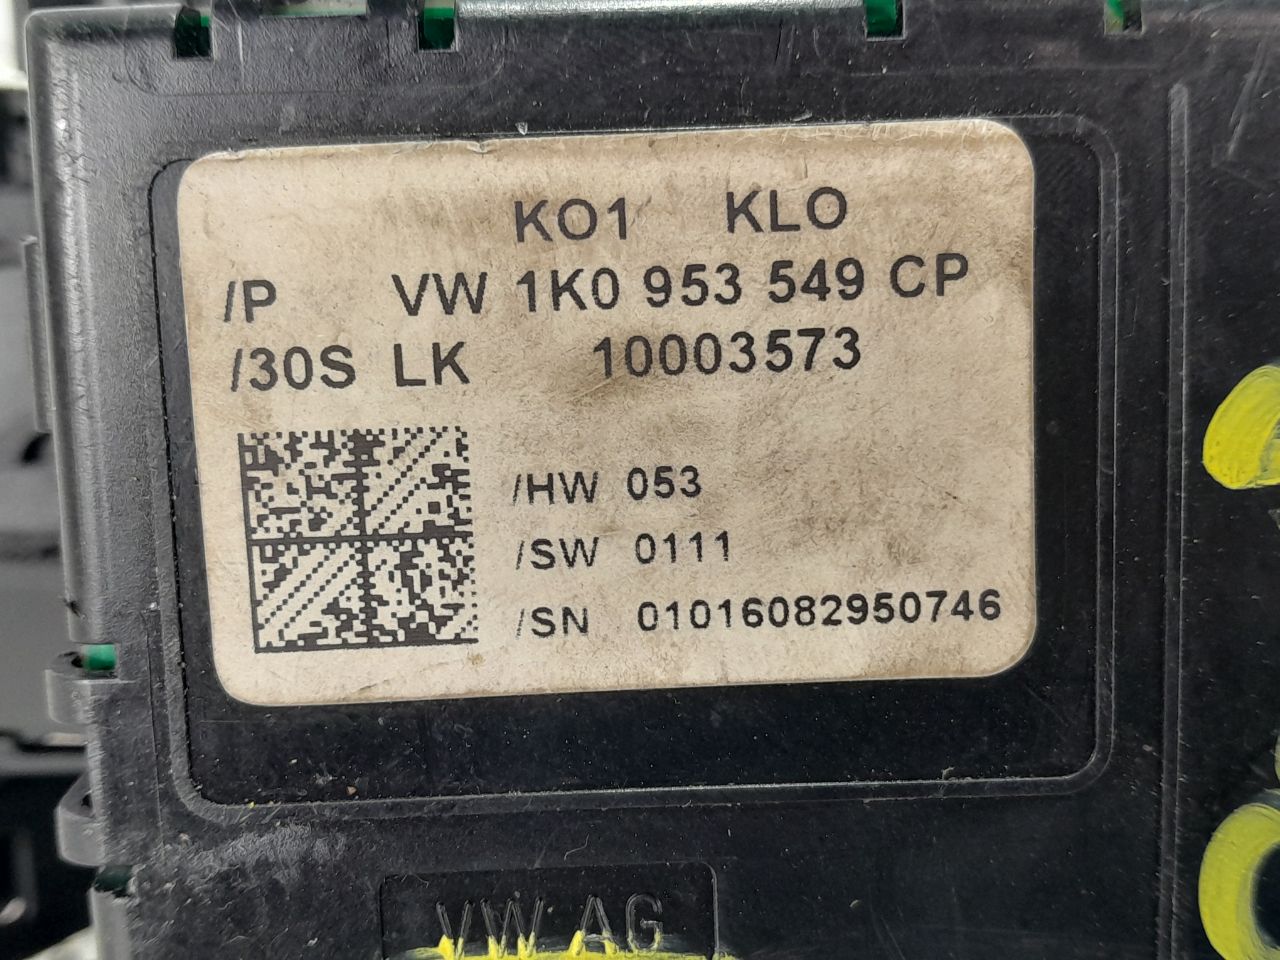 KO1 KLO
/P VW 1K0 953 549 CP
/30S LK 10003573
/HW 053
/SW 0111
/SN 01016082950746
VW AG